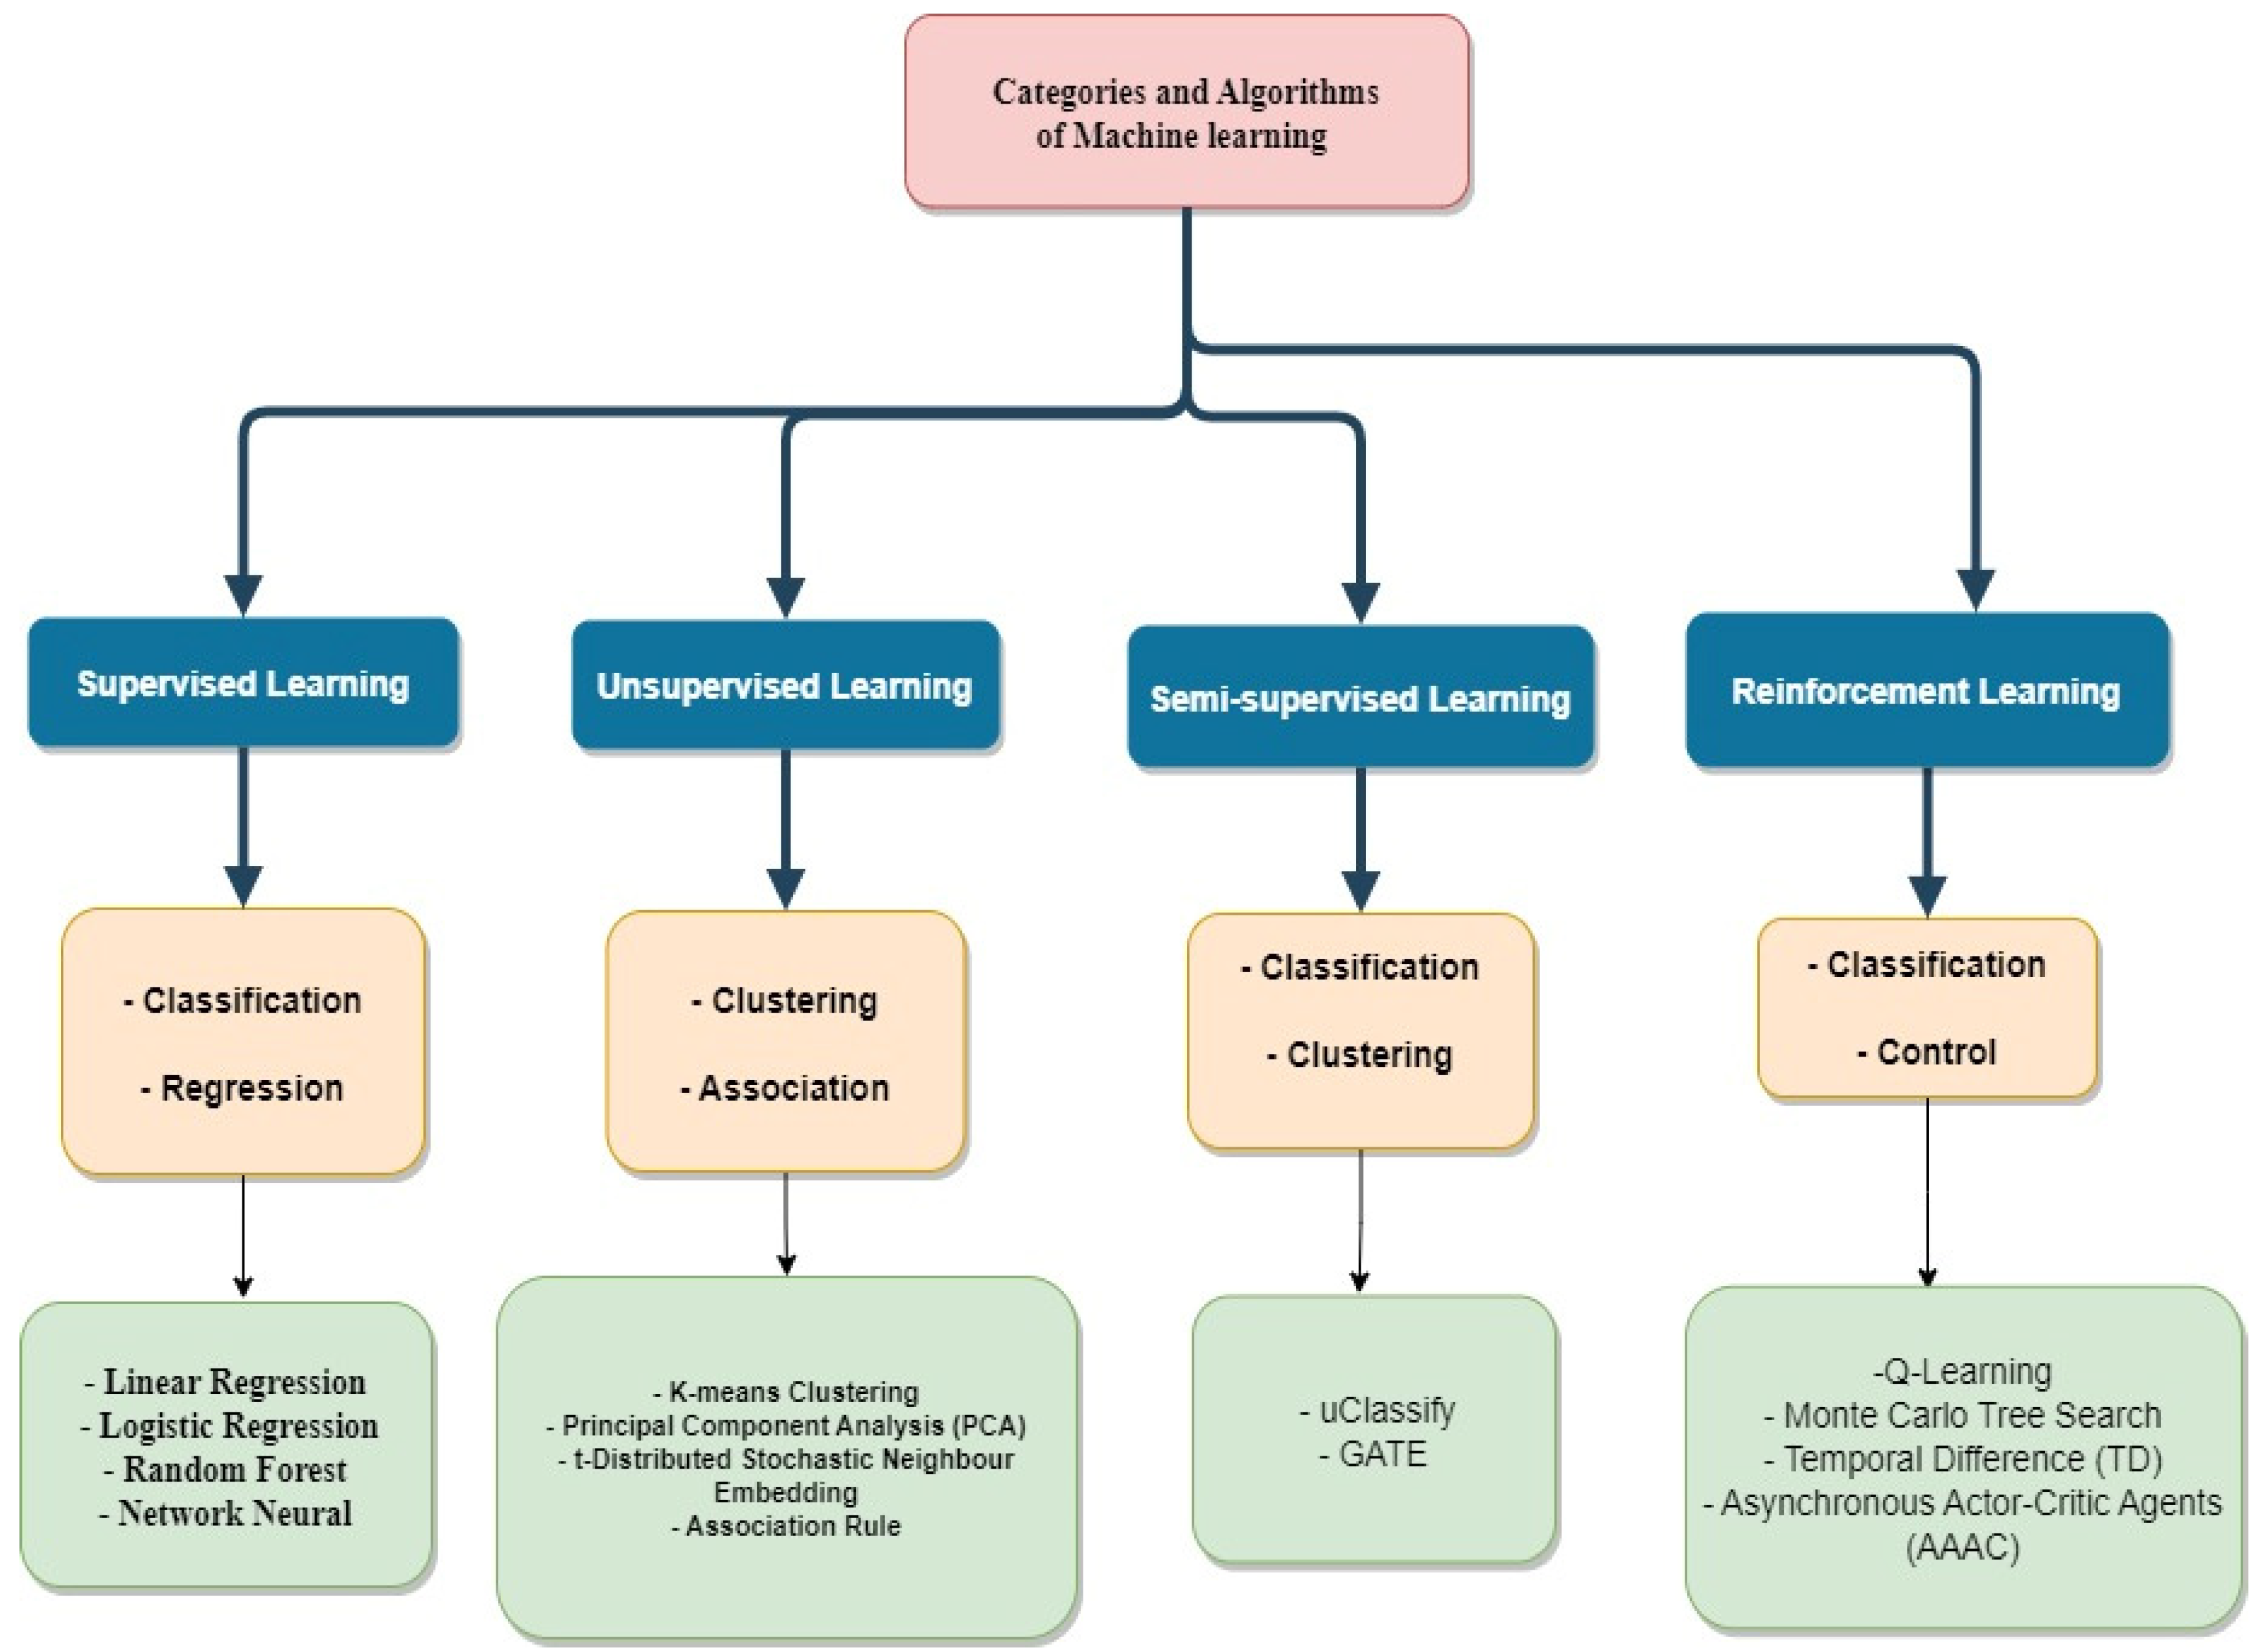 Categories and Algorithms
of Machine learning
Supervised Learning
Unsupervised Learning
Semi-supervised Learning
Reinforcement Learning
- Classification
- Regression
- Clustering
- Association
- Classification
- Clustering
- Classification
- Control
- Linear Regression
- Logistic Regression
- Random Forest
- Network Neural
- K-means Clustering
- Principal Component Analysis (PCA)
- t-Distributed Stochastic Neighbour
Embedding
- Association Rule
- uClassify
- GATE
-Q-Learning
- Monte Carlo Tree Search
- Temporal Difference (TD)
- Asynchronous Actor-Critic Agents
(AAAC)